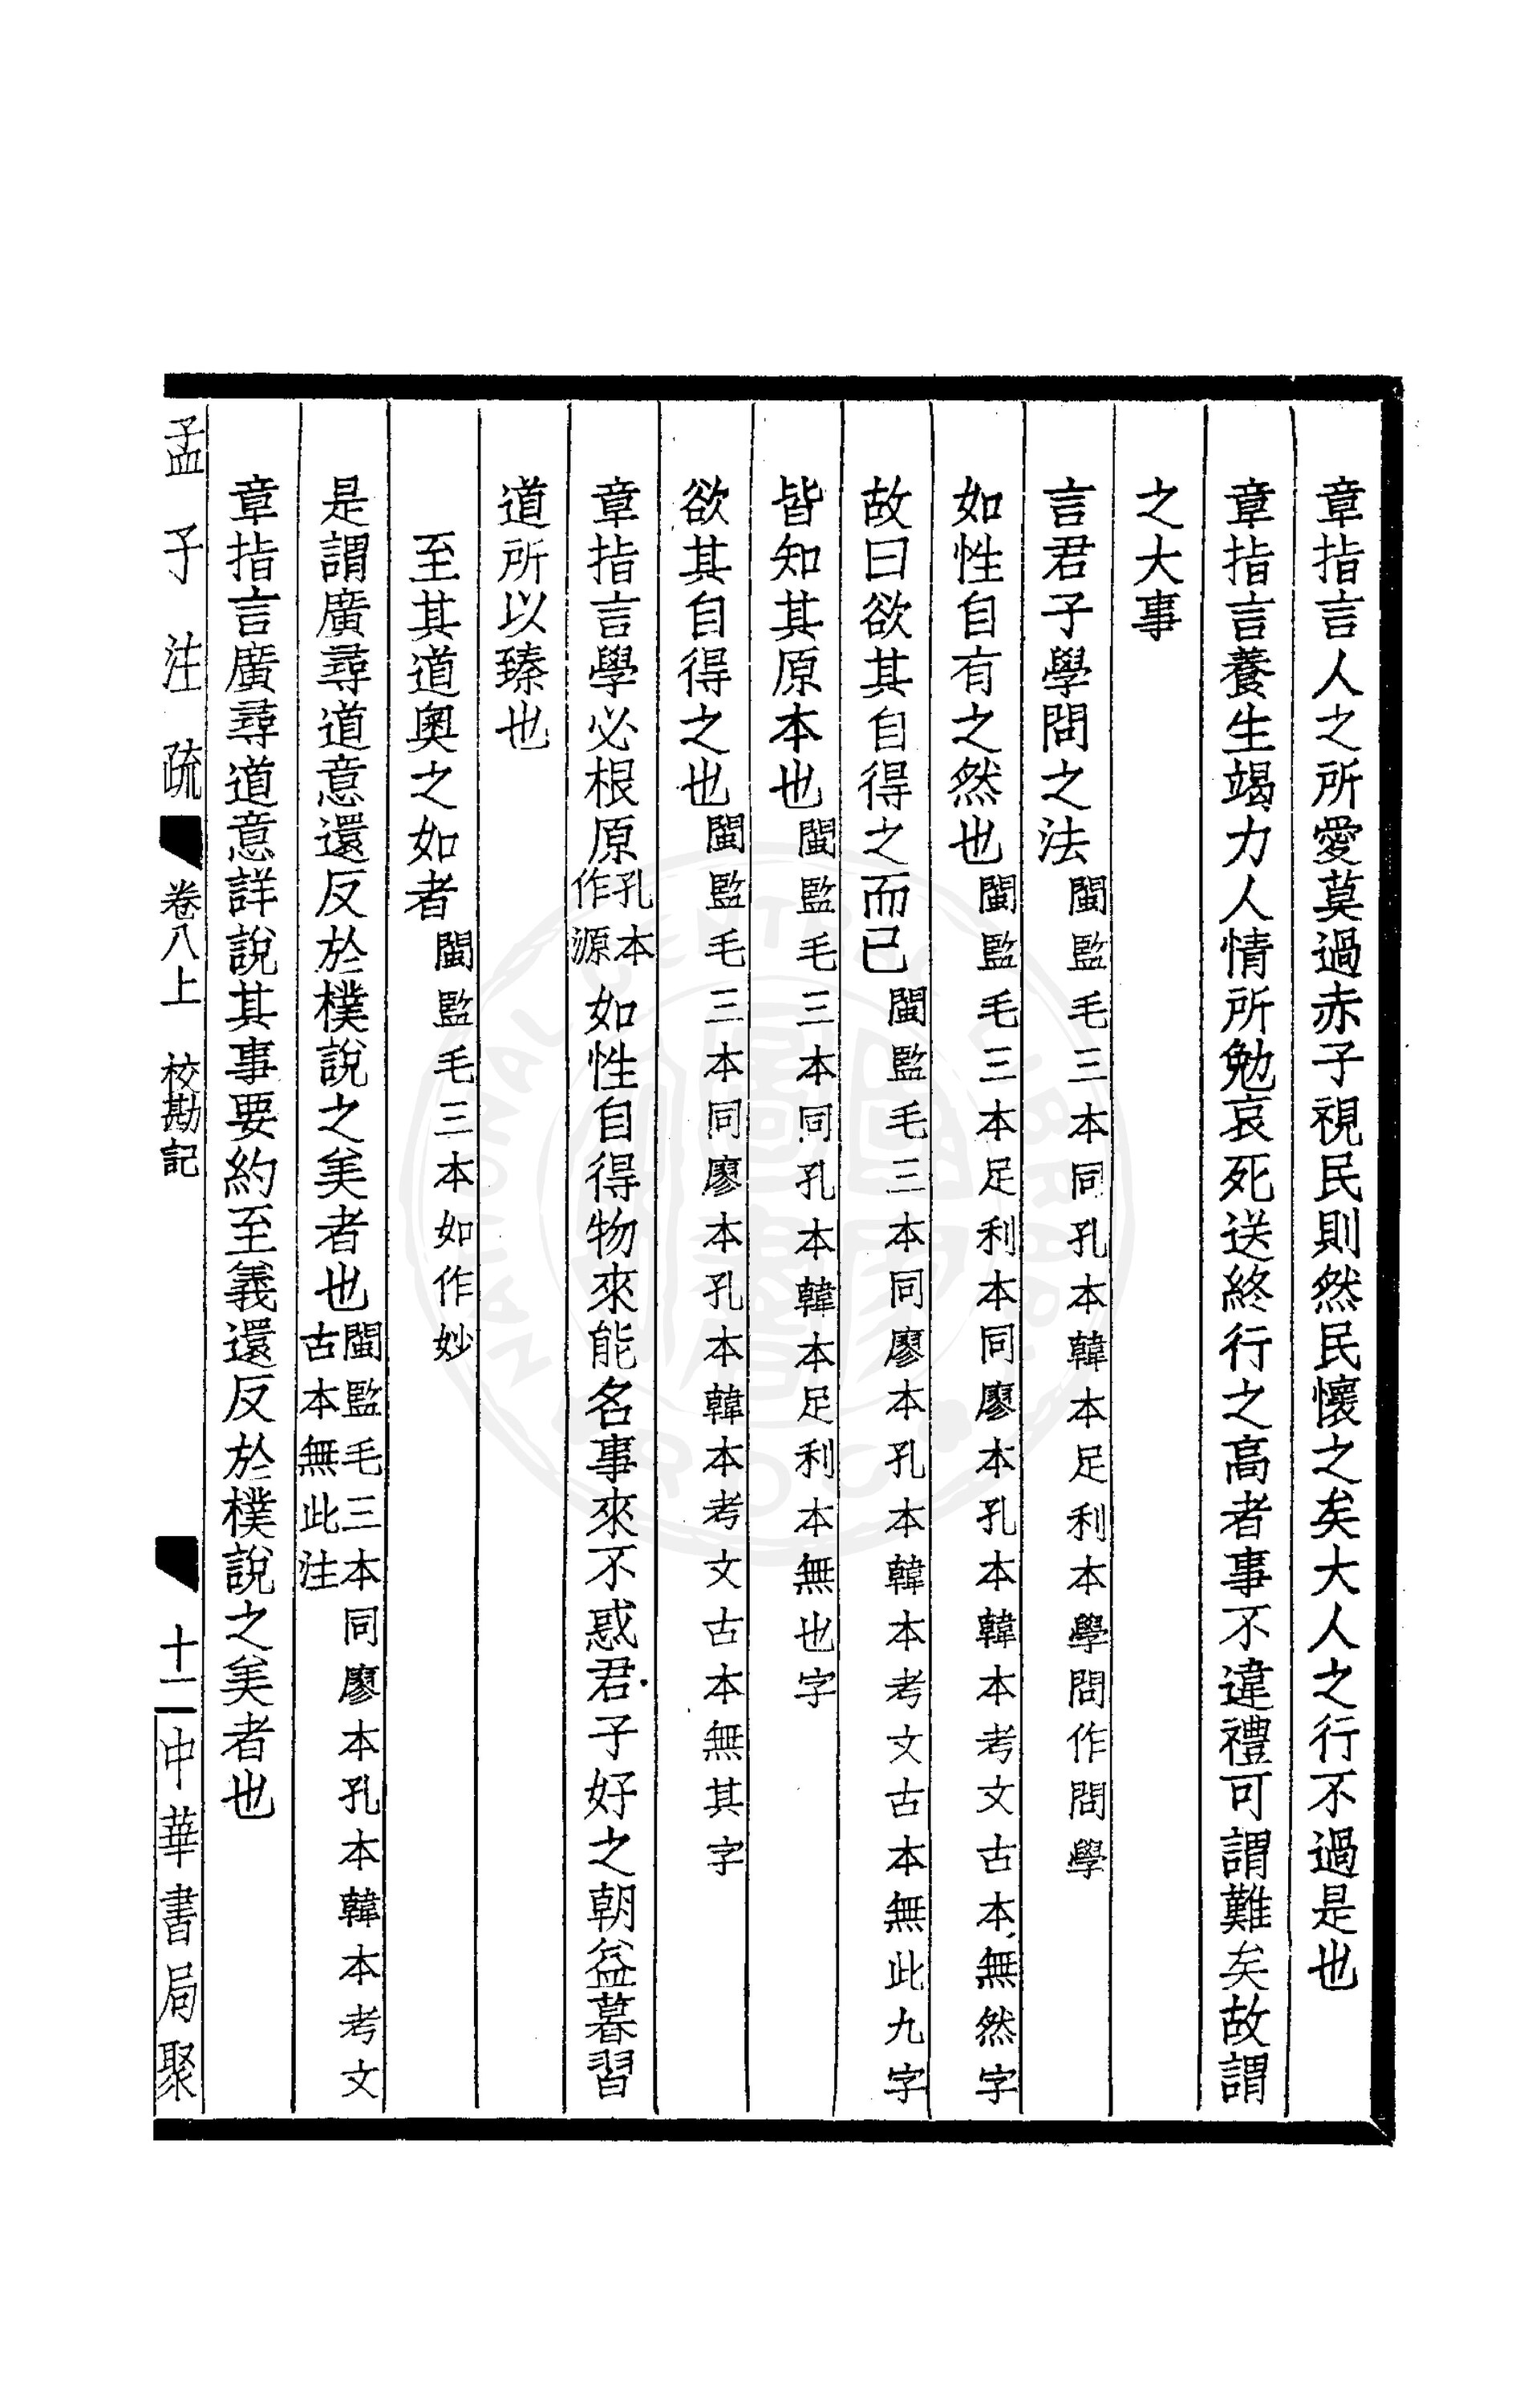 章指言人之所愛莫過赤子視民則然民懷之矣大人之行不過是也
章指言養生竭力人情所勉哀死送終行之高者事不違禮可謂難矣故謂
之大事
言君子學問之法閩監毛三本同孔本韓本足利本學問作問學
如性自有之然也閩監毛三本足利本同廖本孔本韓本考文古本無然字
故曰欲其自得之而已閩監毛三本同廖本孔本韓本考文古本無此九字
皆知其原本也閩監毛三本同孔本韓本足利本無也字
欲其自得之也閩監毛三本同廖本孔本韓本考文古本無其字
章指言學必根原孔本作源如性自得物來能名事來不惑君子好之朝益暮習
道所以臻也
至其道奧之如者閩監毛三本如作妙
是謂廣尋道意還反於樸說之美者也閩監毛三本同廖本孔本韓本考文古本無此注
章指言廣尋道意詳說其事要約至義還反於樸說之美者也
孟子注疏 卷八上 校勘記 十一 中華書局聚
NATIONAL CENTRAL LIBRARY R.O.C.